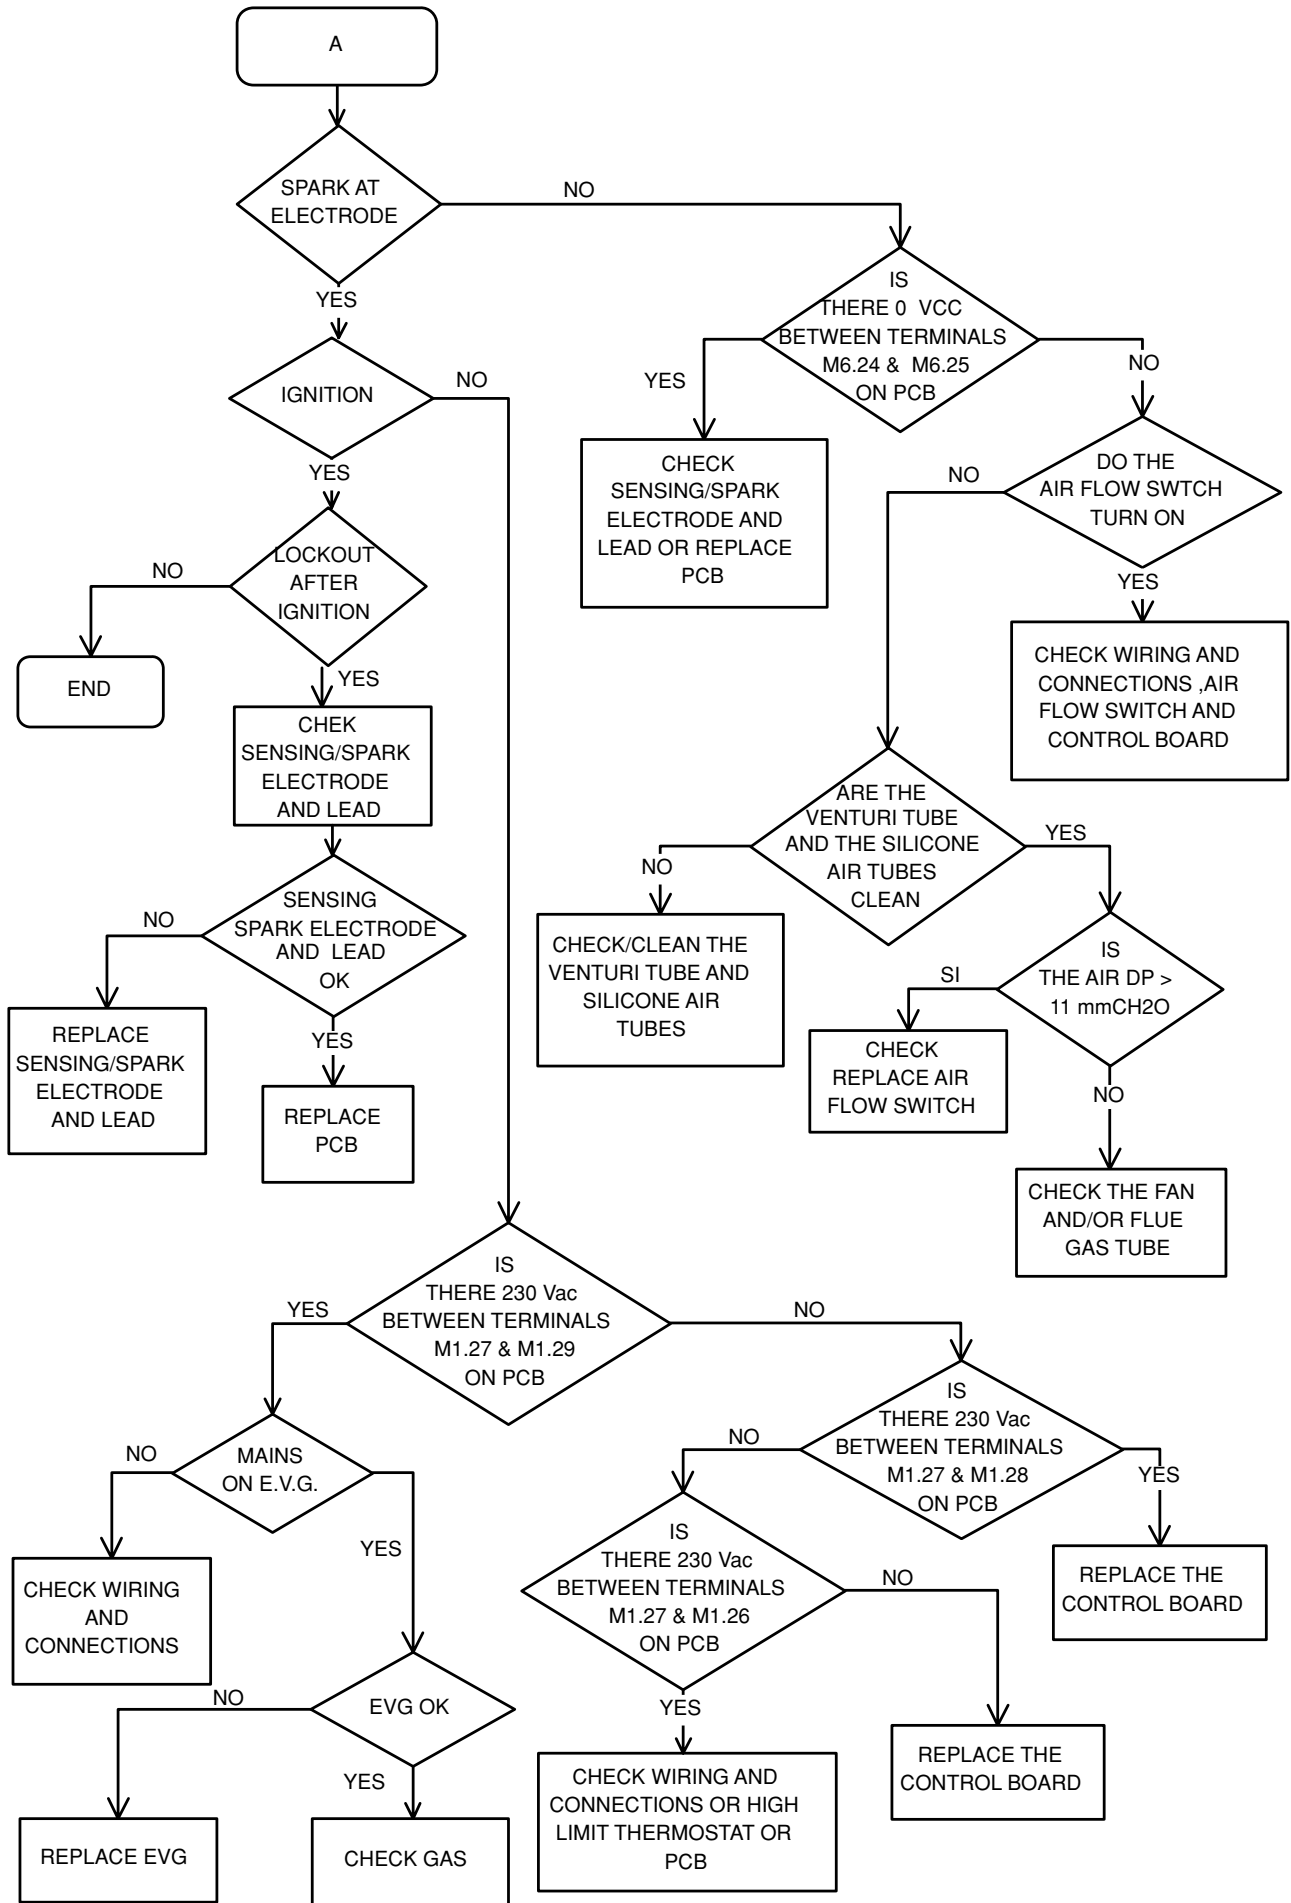 A
SPARK AT
ELECTRODE
NO
YES
IS
THERE 0 VCC
BETWEEN TERMINALS
M6.24 & M6.25
ON PCB
YES
NO
IGNITION
NO
YES
CHECK
SENSING/SPARK
ELECTRODE AND
LEAD OR REPLACE
PCB
DO THE
AIR FLOW SWTCH
TURN ON
NO
YES
LOCKOUT
AFTER
IGNITION
NO
YES
END
CHECK WIRING AND
CONNECTIONS ,AIR
FLOW SWITCH AND
CONTROL BOARD
CHEK
SENSING/SPARK
ELECTRODE
AND LEAD
ARE THE
VENTURI TUBE
AND THE SILICONE
AIR TUBES
CLEAN
NO
YES
SENSING
SPARK ELECTRODE
AND LEAD
OK
NO
YES
CHECK/CLEAN THE
VENTURI TUBE AND
SILICONE AIR
TUBES
IS
THE AIR DP >
11 mmCH2O
SI
NO
REPLACE
SENSING/SPARK
ELECTRODE
AND LEAD
REPLACE
PCB
CHECK
REPLACE AIR
FLOW SWITCH
CHECK THE FAN
AND/OR FLUE
GAS TUBE
IS
THERE 230 Vac
BETWEEN TERMINALS
M1.27 & M1.29
ON PCB
YES
NO
IS
THERE 230 Vac
BETWEEN TERMINALS
M1.27 & M1.28
ON PCB
NO
YES
MAINS
ON E.V.G.
NO
YES
IS
THERE 230 Vac
BETWEEN TERMINALS
M1.27 & M1.26
ON PCB
NO
YES
REPLACE THE
CONTROL BOARD
CHECK WIRING
AND
CONNECTIONS
EVG OK
NO
YES
REPLACE THE
CONTROL BOARD
CHECK WIRING AND
CONNECTIONS OR HIGH
LIMIT THERMOSTAT OR
PCB
REPLACE EVG
CHECK GAS